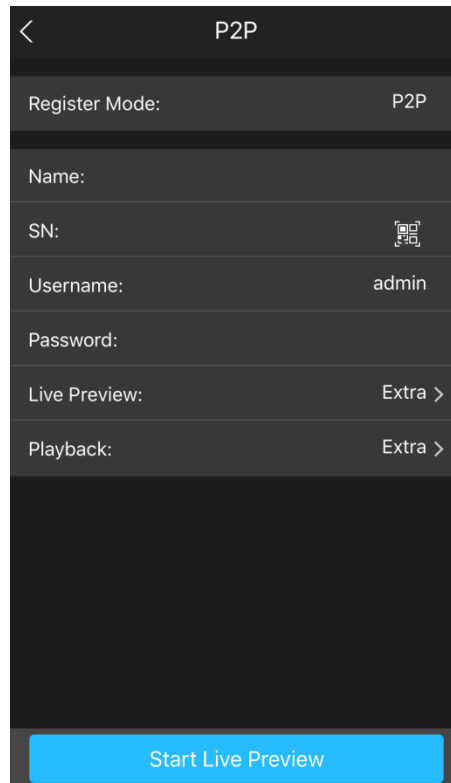 P2P
Register Mode: P2P
Name:
SN:
Username: admin
Password:
Live Preview: Extra
Playback: Extra
Start Live Preview